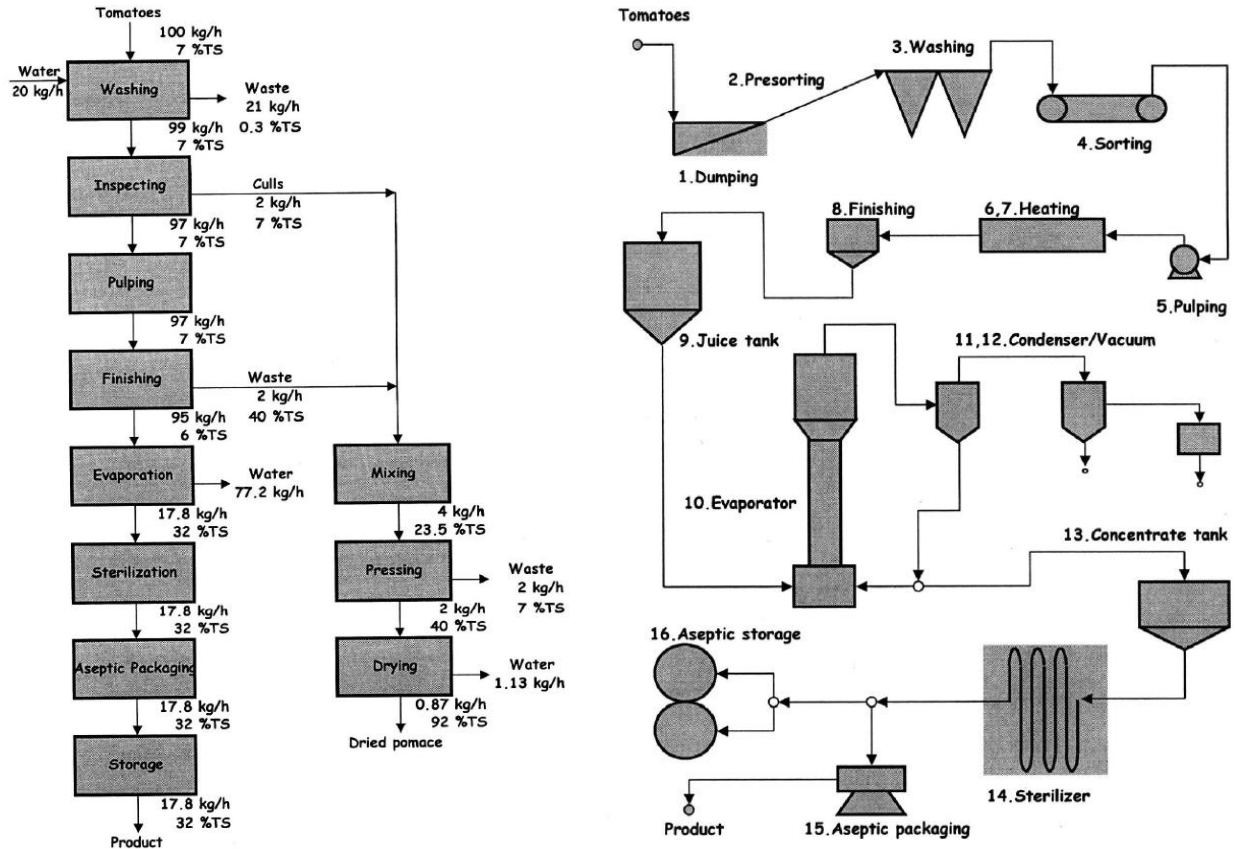 Tomatoes
100 kg/h
7 %TS
Water
20 kg/h
Washing
Waste
21 kg/h
0.3 %TS
99 kg/h
7 %TS
Inspecting
Culls
2 kg/h
7 %TS
97 kg/h
7 %TS
Pulping
97 kg/h
7 %TS
Finishing
Waste
2 kg/h
40 %TS
95 kg/h
6 %TS
Evaporation
Water
77.2 kg/h
17.8 kg/h
32 %TS
Mixing
4 kg/h
23.5 %TS
Sterilization
Pressing
Waste
2 kg/h
7 %TS
17.8 kg/h
32 %TS
2 kg/h
40 %TS
Aseptic Packaging
Drying
Water
1.13 kg/h
17.8 kg/h
32 %TS
0.87 kg/h
92 %TS
Dried pomace
Storage
17.8 kg/h
32 %TS
Product
Tomatoes
3.Washing
2.Presorting
4.Sorting
1.Dumping
8.Finishing
6,7.Heating
5.Pulping
9.Juice tank
11,12.Condenser/Vacuum
10.Evaporator
13.Concentrate tank
16.Aseptic storage
14.Sterilizer
Product
15.Aseptic packaging